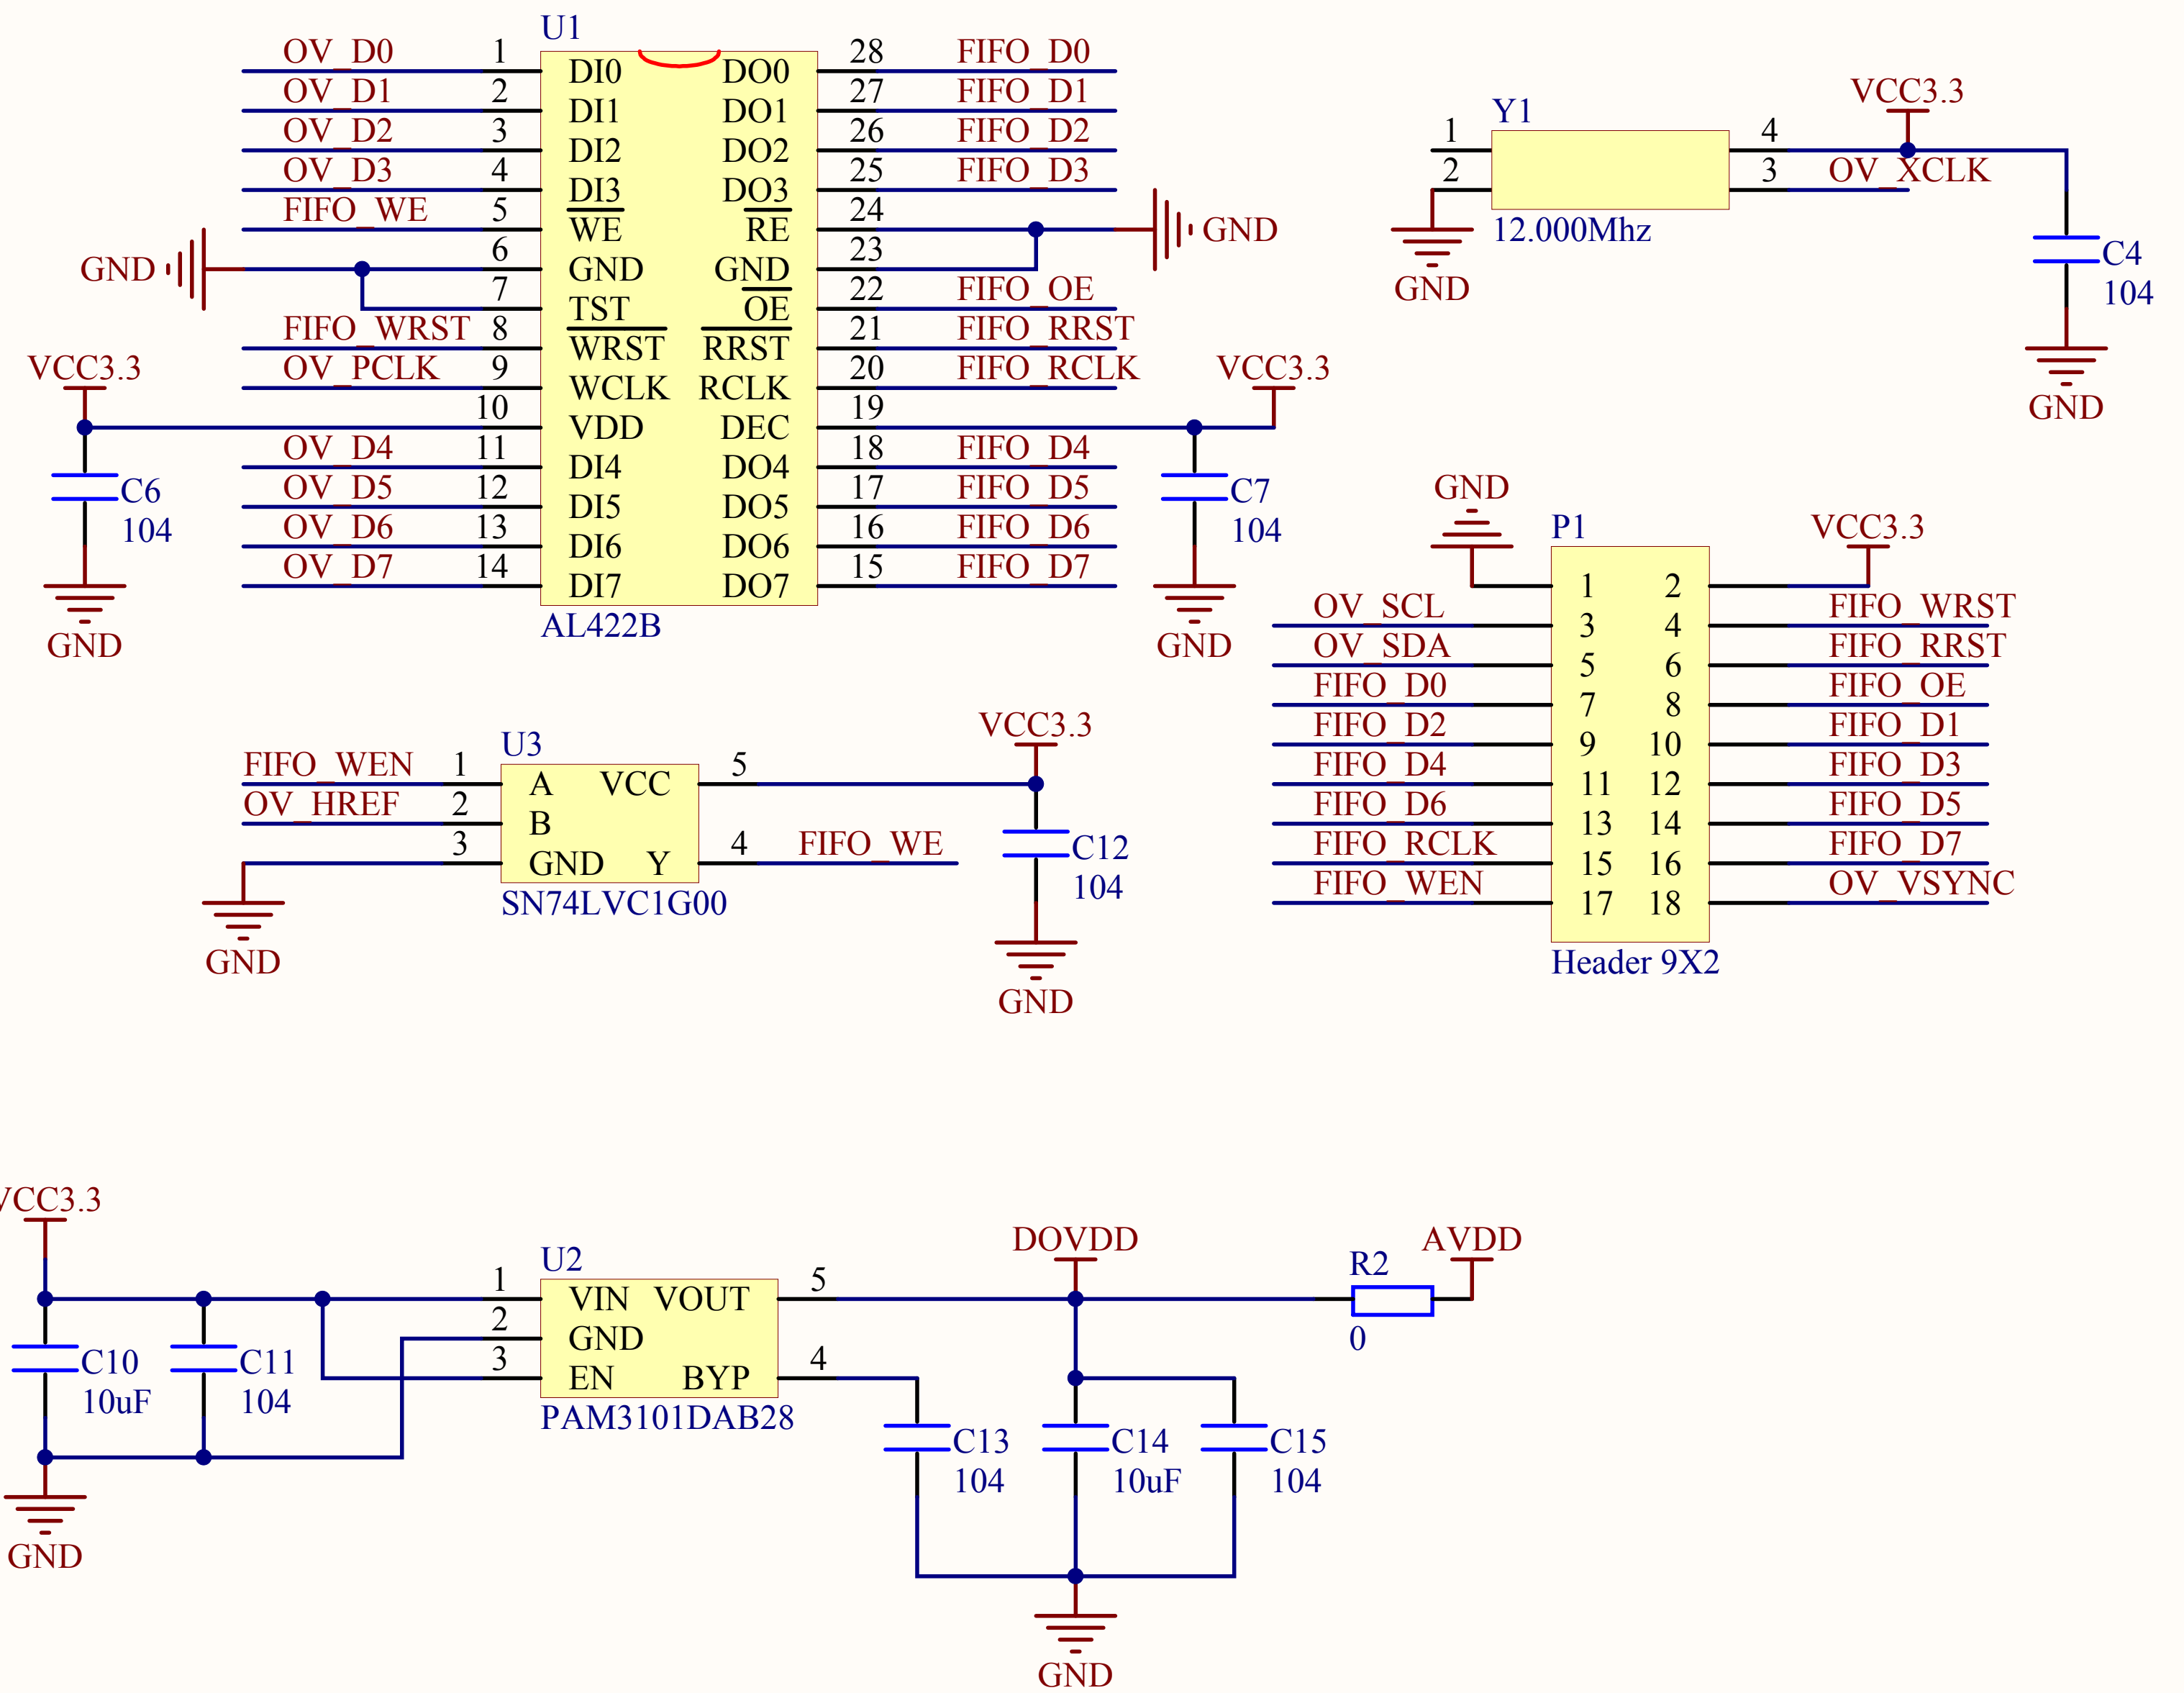 U1
OV_D0 1 DI0 DO0 28 FIFO_D0
OV_D1 2 DI1 DO1 27 FIFO_D1
OV_D2 3 DI2 DO2 26 FIFO_D2
OV_D3 4 DI3 DO3 25 FIFO_D3
FIFO_WE 5 WE RE 24 GND
GND 6 GND GND 23
7 TST OE 22 FIFO_OE
FIFO_WRST 8 WRST RRST 21 FIFO_RRST
VCC3.3 OV_PCLK 9 WCLK RCLK 20 FIFO_RCLK VCC3.3
10 VDD DEC 19
OV_D4 11 DI4 DO4 18 FIFO_D4
C6 OV_D5 12 DI5 DO5 17 FIFO_D5 C7
104 OV_D6 13 DI6 DO6 16 FIFO_D6 104
OV_D7 14 DI7 DO7 15 FIFO_D7
AL422B
GND GND
VCC3.3
Y1
1 4
2 3 OV_XCLK
12.000Mhz
C4
104
GND GND
GND
P1 VCC3.3
1 2
OV_SCL 3 4 FIFO_WRST
OV_SDA 5 6 FIFO_RRST
FIFO_D0 7 8 FIFO_OE
FIFO_D2 9 10 FIFO_D1
FIFO_D4 11 12 FIFO_D3
FIFO_D6 13 14 FIFO_D5
FIFO_RCLK 15 16 FIFO_D7
FIFO_WEN 17 18 OV_VSYNC
Header 9X2
U3 VCC3.3
FIFO_WEN 1 A VCC 5
OV_HREF 2 B
3 GND Y 4 FIFO_WE C12
SN74LVC1G00 104
GND GND
VCC3.3
U2 DOVDD R2 AVDD
1 VIN VOUT 5
2 GND 0
3 EN BYP 4
C10 C11
10uF 104
PAM3101DAB28
C13 C14 C15
104 10uF 104
GND
GND